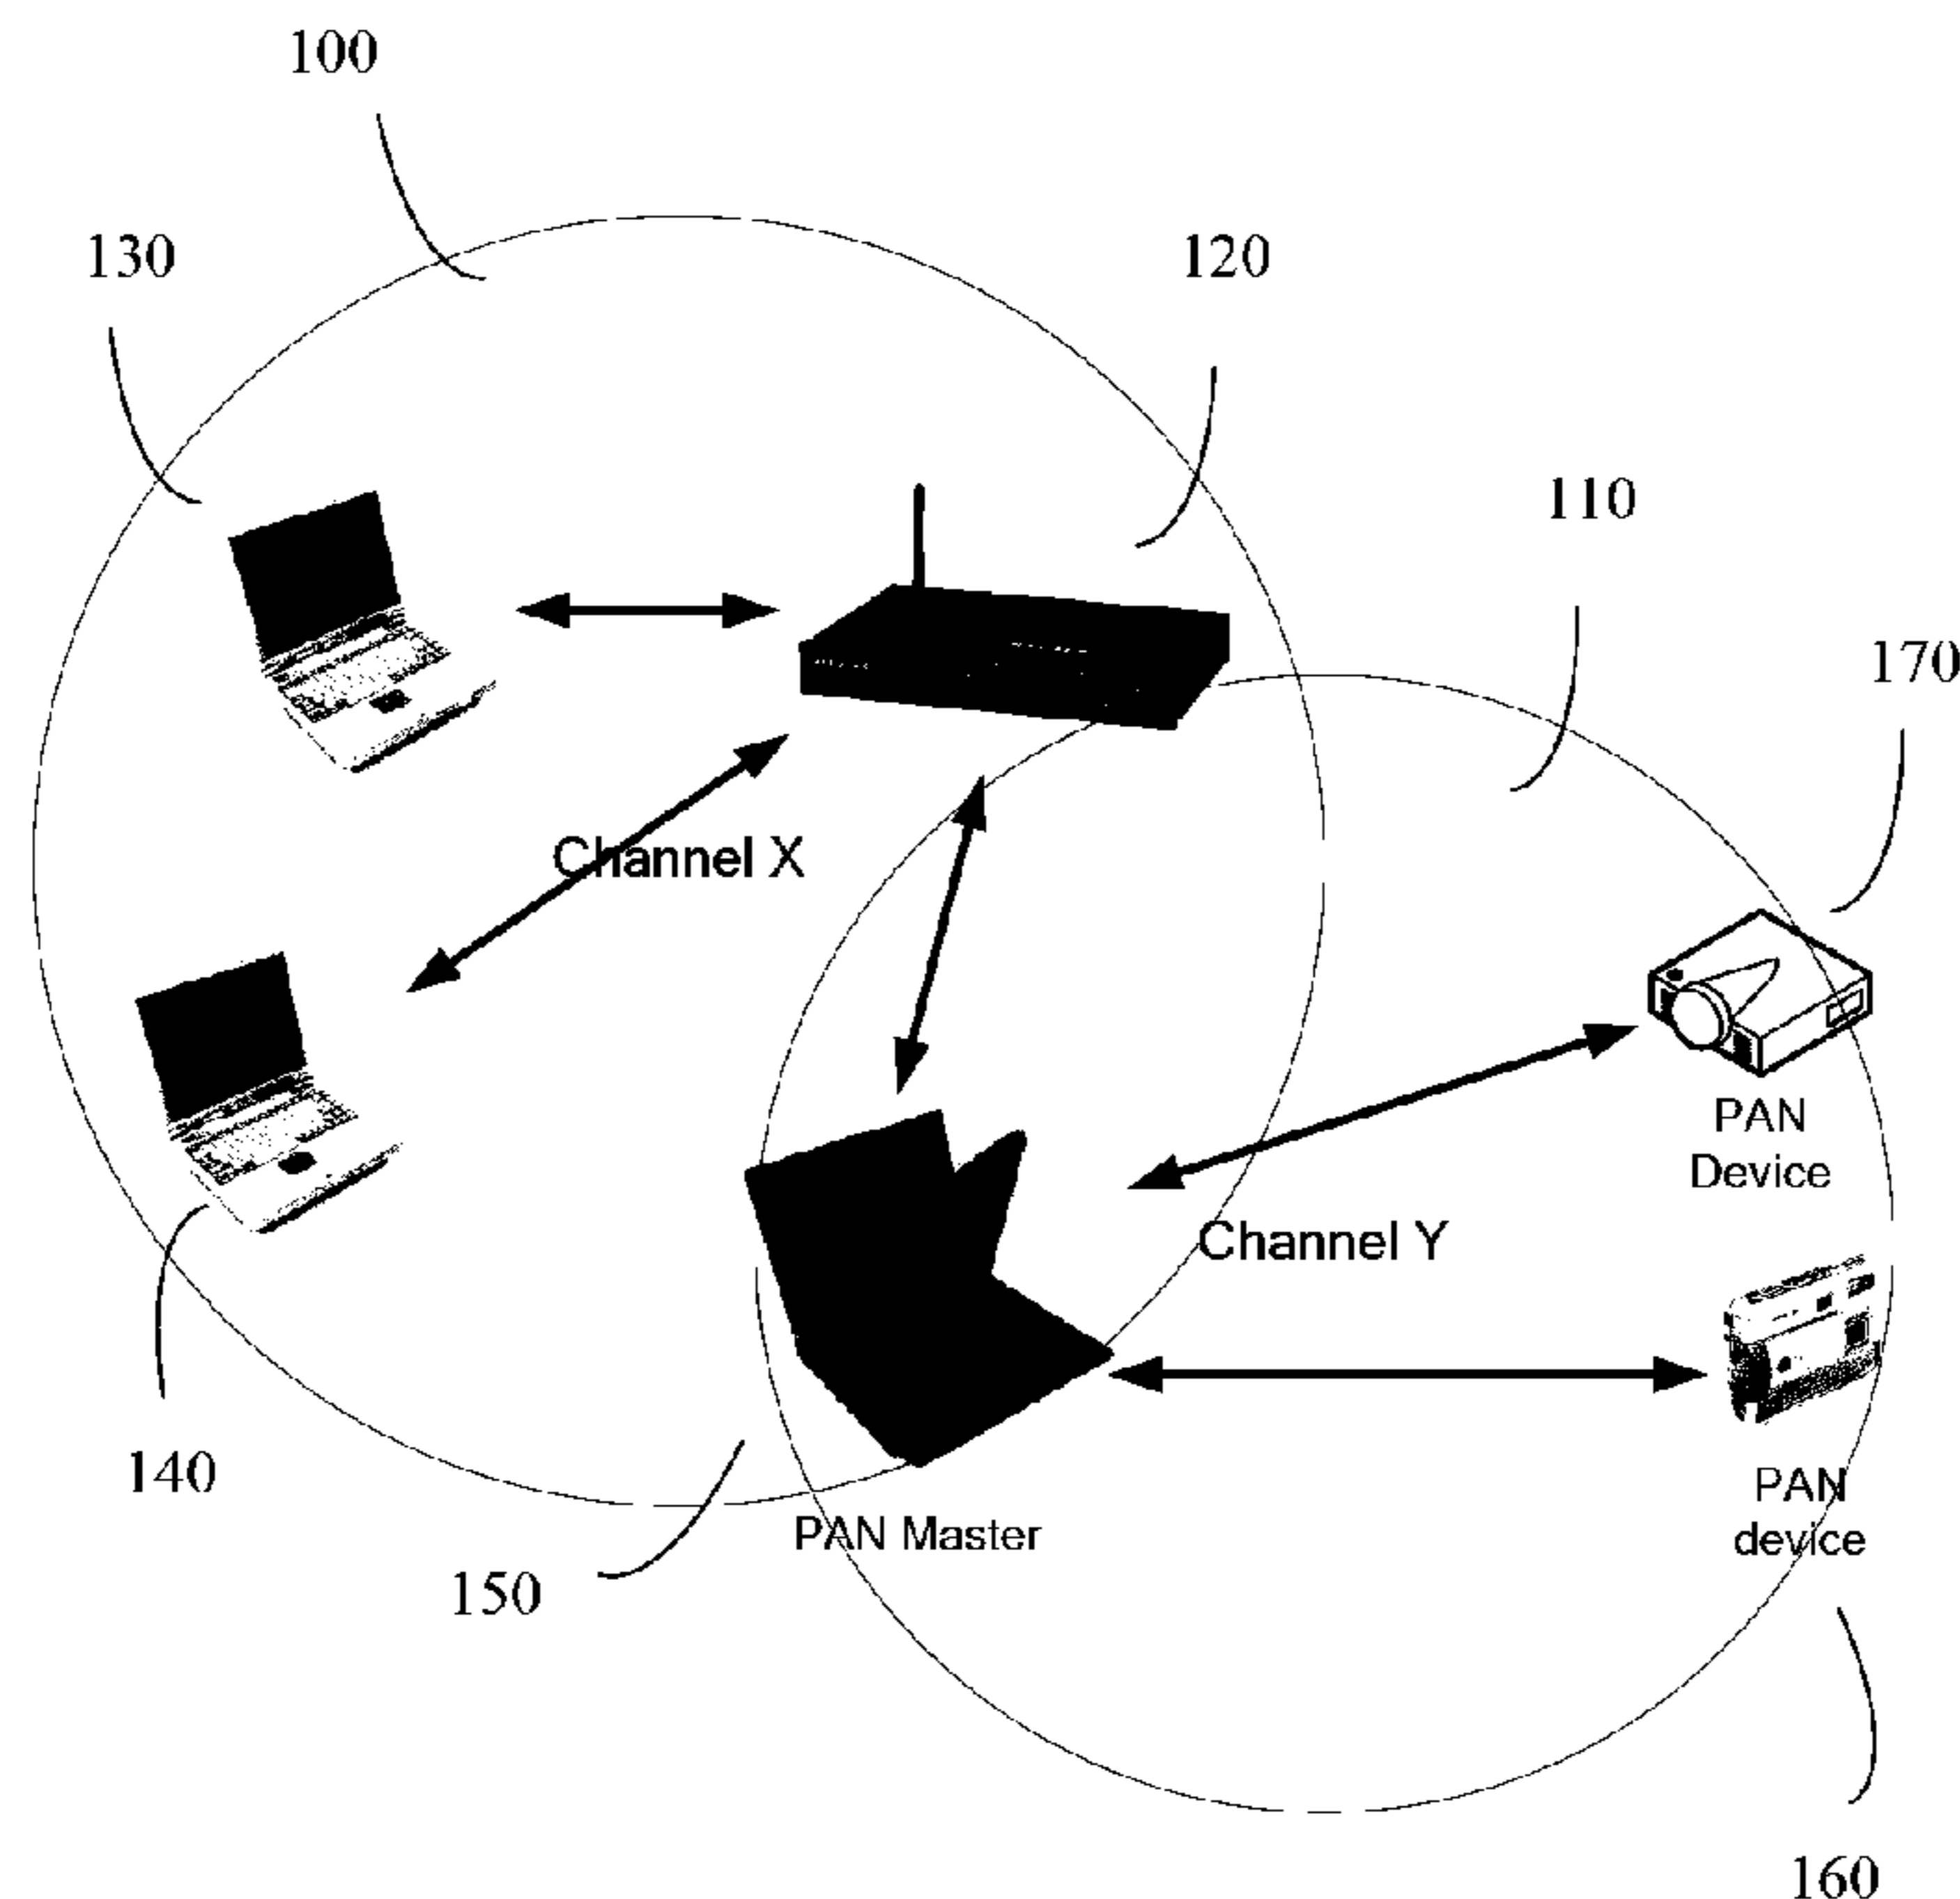 100
130
120
110
170
Channel X
PAN
Device
Channel Y
140
PAN
device
PAN Master
150
160